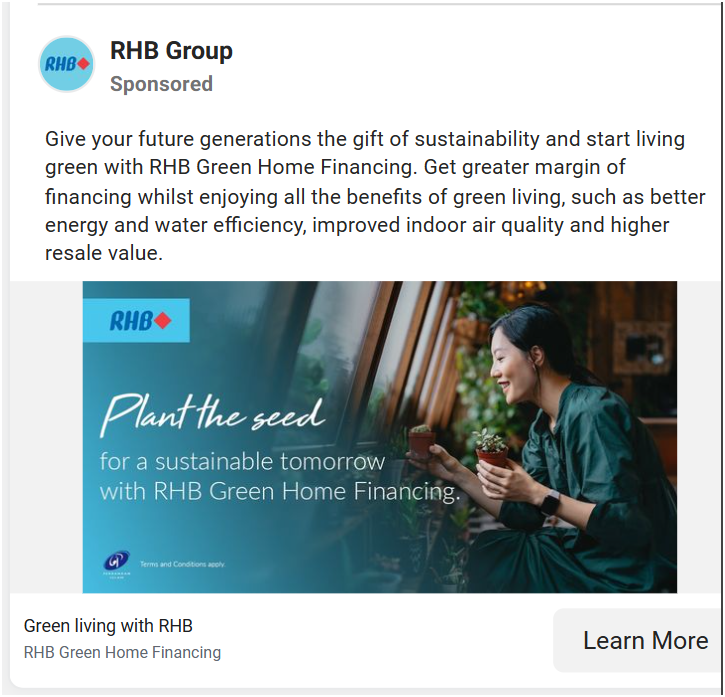 RHB
RHB Group
Sponsored
Give your future generations the gift of sustainability and start living
green with RHB Green Home Financing. Get greater margin of
financing whilst enjoying all the benefits of green living, such as better
energy and water efficiency, improved indoor air quality and higher
resale value.
RHB
Plant the seed
for a sustainable tomorrow
with RHB Green Home Financing.
Terms and Conditions apply.
Green living with RHB
RHB Green Home Financing
Learn More